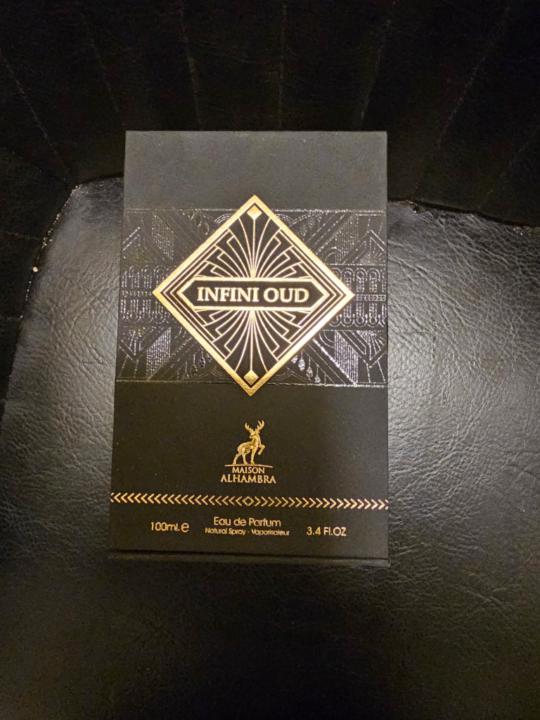 INFINI OUD
MAISON
ALHAMBRA
100ml. e Eau de Parfum 3.4 Fl.OZ
Natural Spray - Vaporisateur